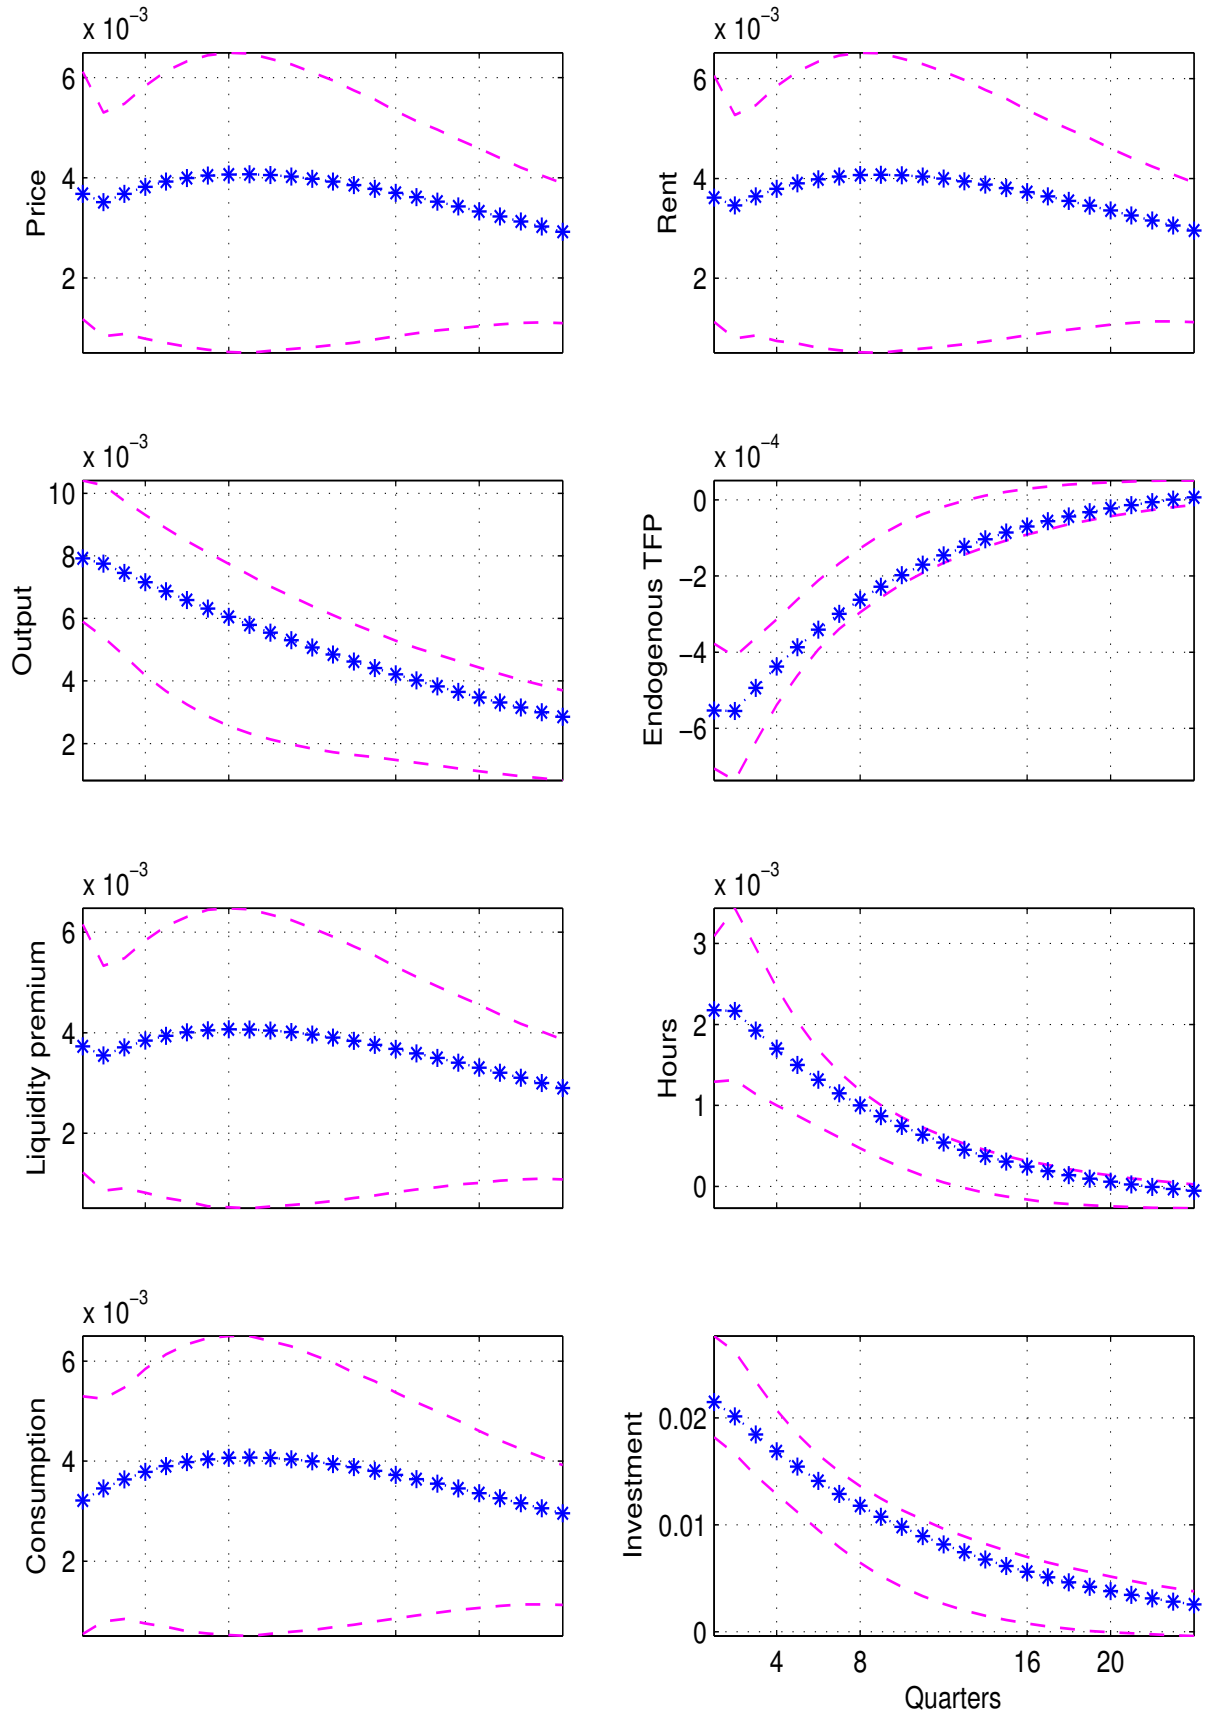 x 10⁻³
6
4
2
Price
x 10⁻³
6
4
2
Rent
x 10⁻³
10
8
6
4
2
Output
x 10⁻⁴
0
−2
−4
−6
Endogenous TFP
x 10⁻³
6
4
2
Liquidity premium
x 10⁻³
3
2
1
0
Hours
x 10⁻³
6
4
2
Consumption
0.02
0.01
0
Investment
4 8 16 20
Quarters